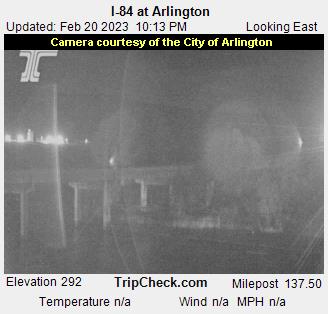 I-84 at Arlington
Updated: Feb 20 2023 10:13 PM Looking East
Camera courtesy of the City of Arlington
Elevation 292 TripCheck.com Milepost 137.50
Temperature n/a Wind n/a MPH n/a